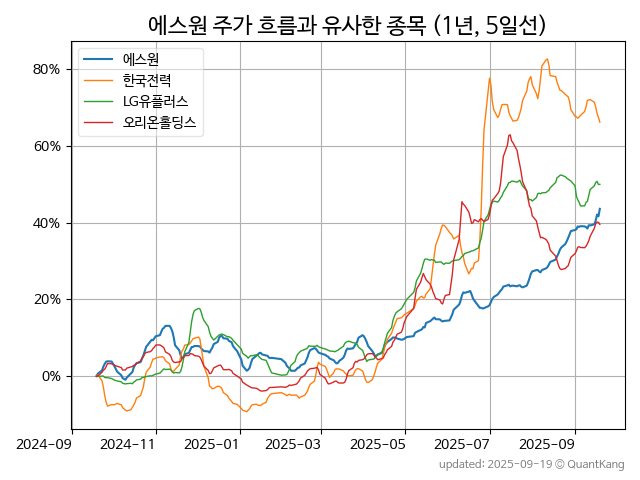 에스원 주가 흐름과 유사한 종목 (1년, 5일선)
에스원
한국전력
LG유플러스
오리온홀딩스
80%
60%
40%
20%
0%
2024-09 2024-11 2025-01 2025-03 2025-05 2025-07 2025-09
updated: 2025-09-19 © QuantKang